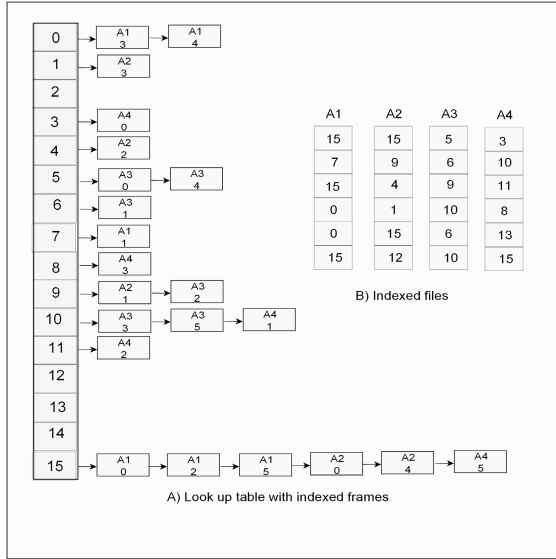 0 A1 3 A1 4
1 A2 3
2
3 A4 0
4 A2 2
5 A3 0 A3 4
6 A3 1
7 A1 1
8 A4 3
9 A2 1 A3 2
10 A3 3 A3 5 A4 1
11 A4 2
12
13
14
15 A1 0 A1 2 A1 5 A2 0 A2 4 A4 5
A) Look up table with indexed frames
A1 A2 A3 A4
15 15 5 3
7 9 6 10
15 4 9 11
0 1 10 8
0 15 6 13
15 12 10 15
B) Indexed files